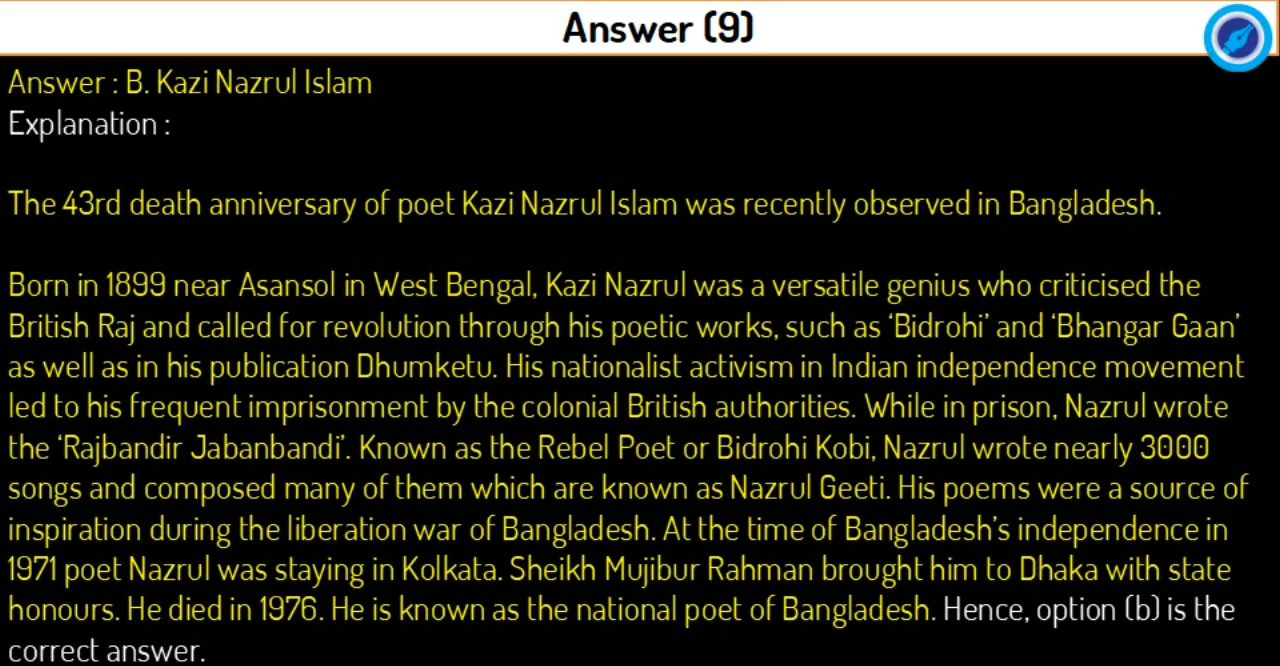 Answer (9)
Answer : B. Kazi Nazrul Islam
Explanation :
The 43rd death anniversary of poet Kazi Nazrul Islam was recently observed in Bangladesh.
Born in 1899 near Asansol in West Bengal, Kazi Nazrul was a versatile genius who criticised the
British Raj and called for revolution through his poetic works, such as ‘Bidrohi’ and ‘Bhangar Gaan’
as well as in his publication Dhumketu. His nationalist activism in Indian independence movement
led to his frequent imprisonment by the colonial British authorities. While in prison, Nazrul wrote
the ‘Rajbandir Jabanbandi’. Known as the Rebel Poet or Bidrohi Kobi, Nazrul wrote nearly 3000
songs and composed many of them which are known as Nazrul Geeti. His poems were a source of
inspiration during the liberation war of Bangladesh. At the time of Bangladesh’s independence in
1971 poet Nazrul was staying in Kolkata. Sheikh Mujibur Rahman brought him to Dhaka with state
honours. He died in 1976. He is known as the national poet of Bangladesh. Hence, option (b) is the
correct answer.